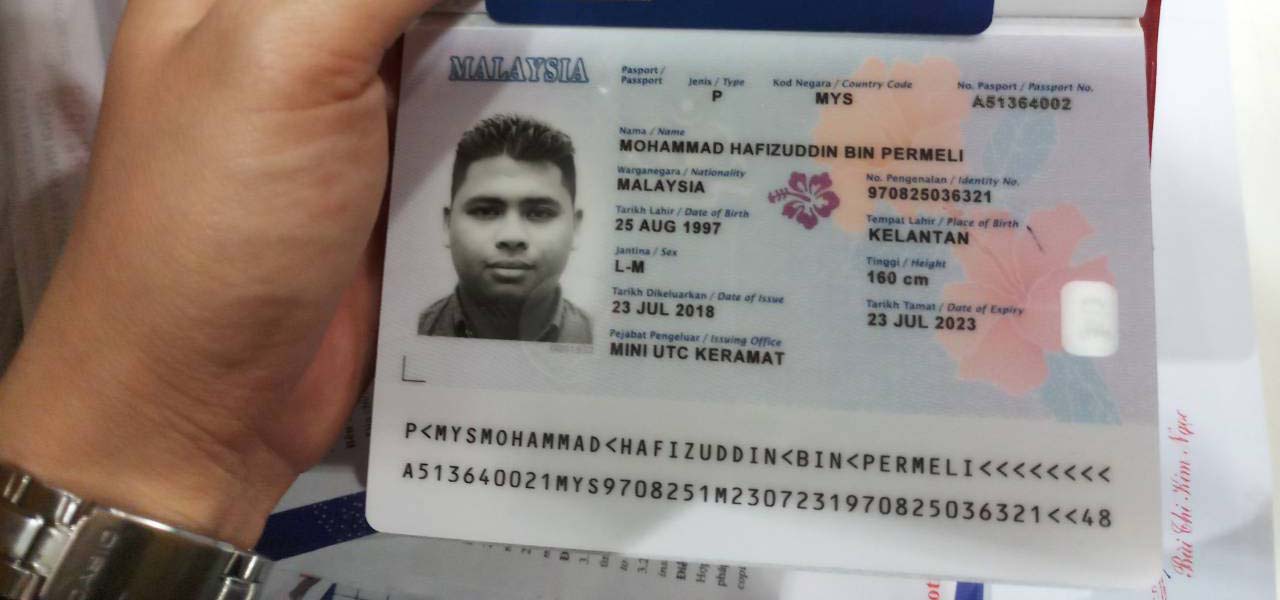 MALAYSIA
Pasport / Passport
Jenis / Type
P
Kod Negara / Country Code
MYS
No. Pasport / Passport No.
A51364002
Nama / Name
MOHAMMAD HAFIZUDDIN BIN PERMELI
Warganegara / Nationality
MALAYSIA
No. Pengenalan / Identity No.
970825036321
Tarikh Lahir / Date of Birth
25 AUG 1997
Tempat Lahir / Place of Birth
KELANTAN
Jantina / Sex
L-M
Tinggi / Height
160 cm
Tarikh Dikeluarkan / Date of Issue
23 JUL 2018
Tarikh Tamat / Date of Expiry
23 JUL 2023
Pejabat Pengeluar / Issuing Office
MINI UTC KERAMAT
P<MYSMOHAMMAD<HAFIZUDDIN<BIN<PERMELI<<<<<<<<
A513640021MYS9708251M2307231970825036321<<48
Bùi Chi Kim Ngọc
CASIO